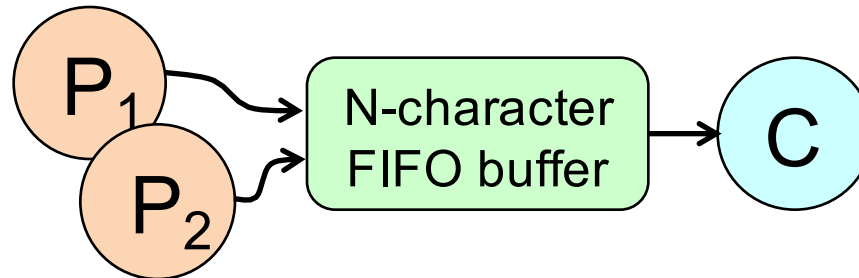 P₁
P₂
N-character
FIFO buffer
C